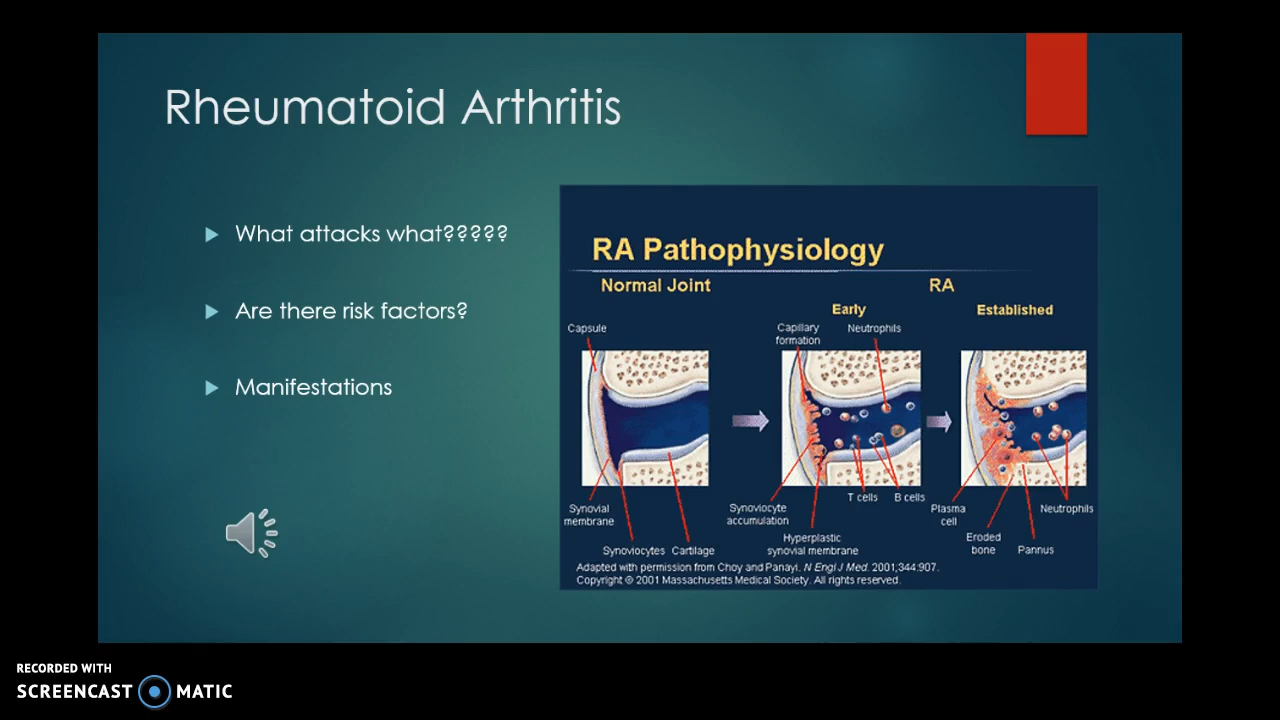 Rheumatoid Arthritis
What attacks what?????
Are there risk factors?
Manifestations
RA Pathophysiology
Normal Joint
RA
Early
Established
Capsule
Capillary
formation
Neutrophils
Synovial
membrane
Synoviocytes
Cartilage
Synoviocyte
accumulation
Hyperplastic
synovial membrane
T cells
B cells
Plasma
cell
Eroded
bone
Pannus
Neutrophils
Adapted with permission from Choy and Panayi. N Engl J Med. 2001;344:907.
Copyright © 2001 Massachusetts Medical Society. All rights reserved.
RECORDED WITH
SCREENCAST MATIC